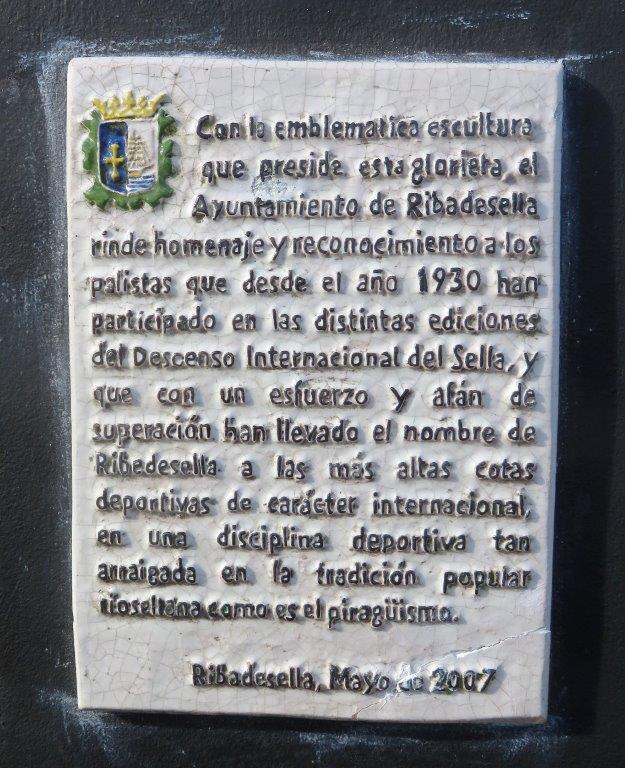 Con la emblematica escultura
que preside esta glorieta, el
Ayuntamiento de Ribadesella
rinde homenaje y reconocimiento a los
palistas que desde el año 1930 han
participado en las distintas ediciones
del Descenso Internacional del Sella, y
que con un esfuerzo y afán de
superación han llevado el nombre de
Ribedesella a las más altas cotas
deportivas de carácter internacional,
en una disciplina deportiva tan
arraigada en la tradición popular
riosellana como es el piragüismo.
Ribadesella, Mayo de 2007